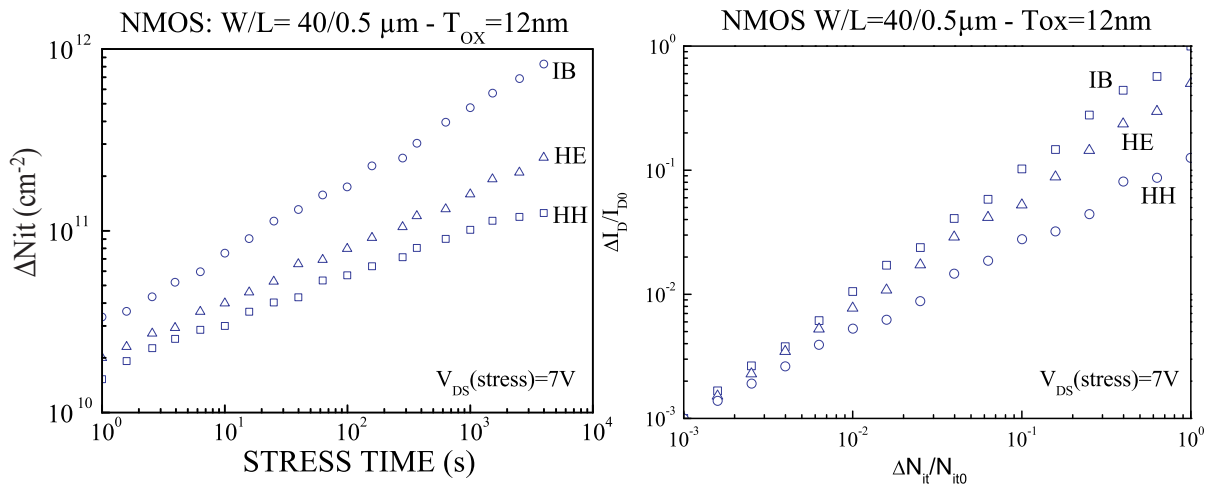 NMOS: W/L= 40/0.5 µm - TOX=12nm
10^12
10^11
10^10
ΔNit (cm^-2)
IB
HE
HH
VDS(stress)=7V
10^0 10^1 10^2 10^3 10^4
STRESS TIME (s)
NMOS W/L=40/0.5µm - Tox=12nm
10^0
10^-1
10^-2
10^-3
ΔID/ID0
IB
HE
HH
VDS(stress)=7V
10^-3 10^-2 10^-1 10^0
ΔNit/Nit0